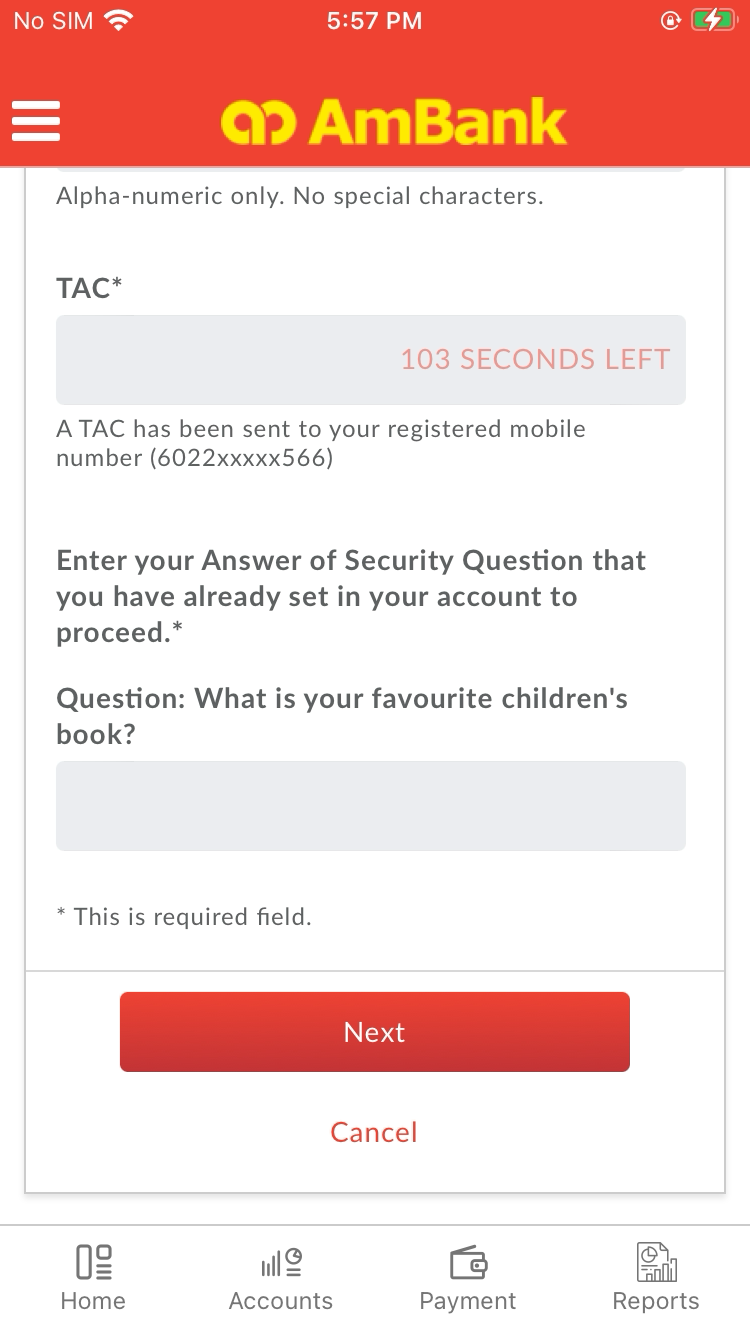 No SIM 5:57 PM
AmBank
Alpha-numeric only. No special characters.
TAC*
103 SECONDS LEFT
A TAC has been sent to your registered mobile
number (6022xxxxx566)
Enter your Answer of Security Question that
you have already set in your account to
proceed.*
Question: What is your favourite children's
book?
* This is required field.
Next
Cancel
Home Accounts Payment Reports